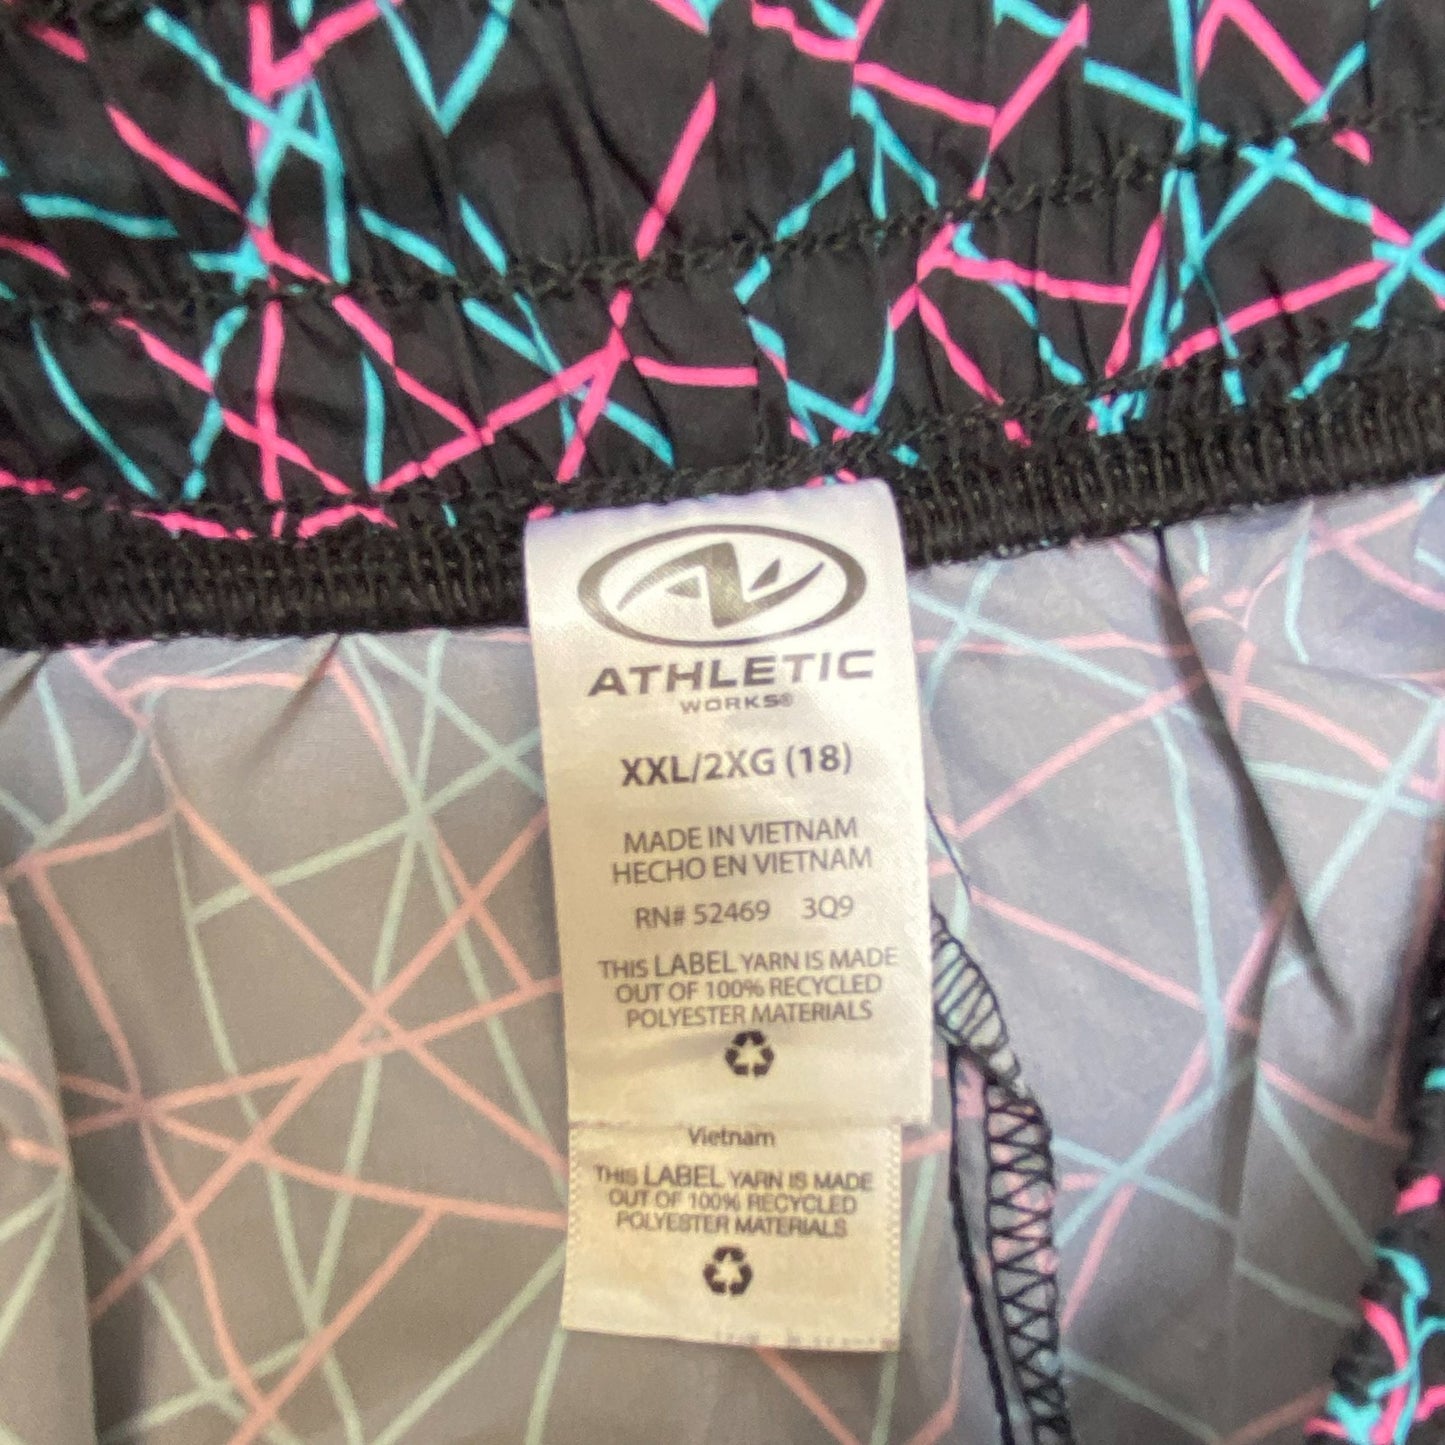 ATHLETIC
WORKS®
XXL/2XG (18)
MADE IN VIETNAM
HECHO EN VIETNAM
RN# 52469 3Q9
THIS LABEL YARN IS MADE
OUT OF 100% RECYCLED
POLYESTER MATERIALS
Vietnam
THIS LABEL YARN IS MADE
OUT OF 100% RECYCLED
POLYESTER MATERIALS